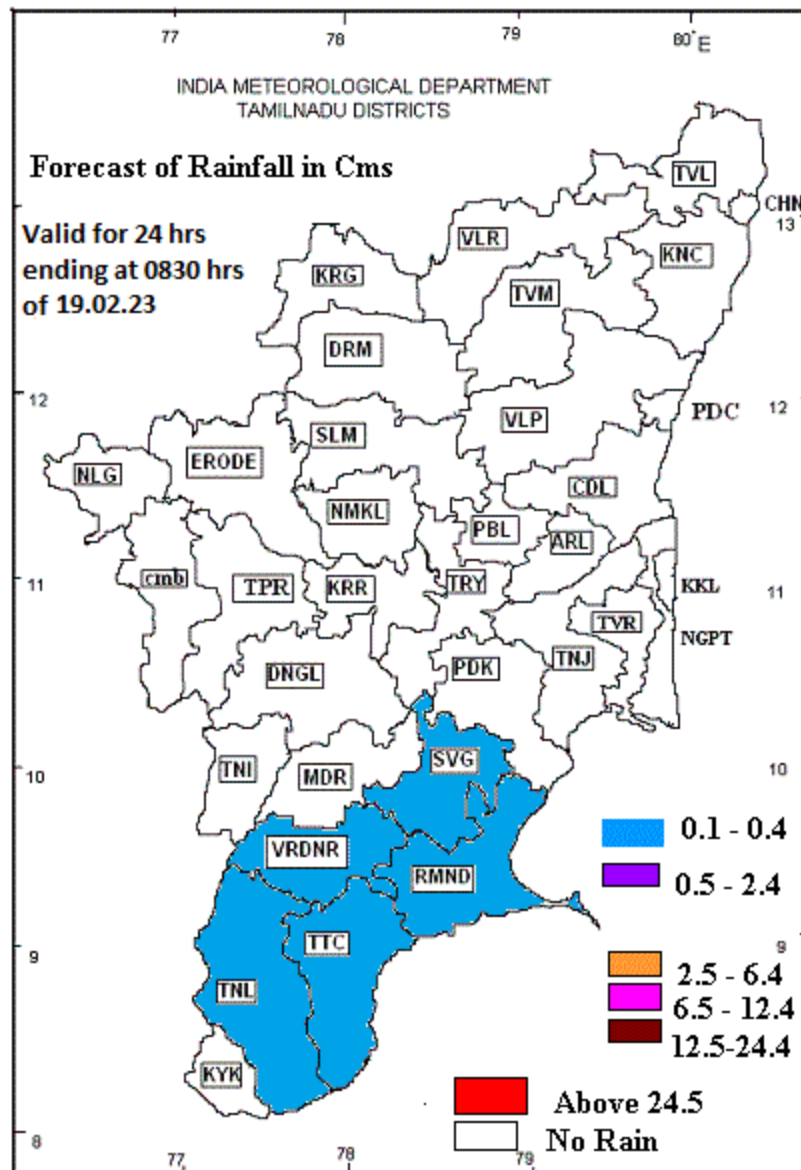 77 78 79 80°E
INDIA METEOROLOGICAL DEPARTMENT
TAMILNADU DISTRICTS
Forecast of Rainfall in Cms
TVL
CHN
13
Valid for 24 hrs
ending at 0830 hrs
of 19.02.23
VLR
KNC
KRG
TVM
DRM
12
12
PDC
VLP
SLM
ERODE
NLG
CDL
NMKL
PBL
ARL
11
cmb
TPR
KRR
TRY
KKL
11
TVR
NGPT
DNGL
PDK
TNJ
10
TNI
MDR
SVG
10
0.1 - 0.4
VRDNR
RMND
0.5 - 2.4
9
TTC
9
2.5 - 6.4
TNL
6.5 - 12.4
12.5-24.4
KYK
Above 24.5
No Rain
8
77 78 79